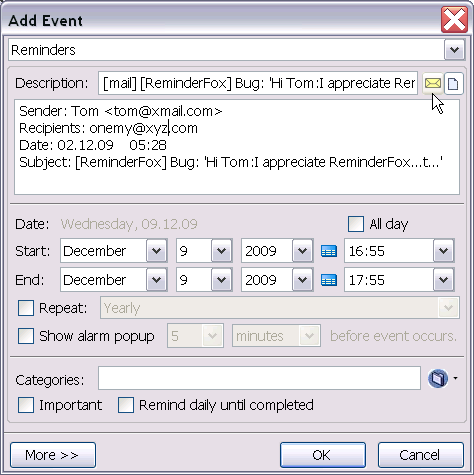 Add Event
Reminders
Description: [mail] [ReminderFox] Bug: 'Hi Tom:I appreciate Rem
Sender: Tom <tom@xmail.com>
Recipients: onemy@xyz.com
Date: 02.12.09 05:28
Subject: [ReminderFox] Bug: 'Hi Tom:I appreciate ReminderFox...t...'
Date: Wednesday, 09.12.09 All day
Start: December 9 2009 16:55
End: December 9 2009 17:55
Repeat: Yearly
Show alarm popup 5 minutes before event occurs.
Categories:
Important Remind daily until completed
More >> OK Cancel